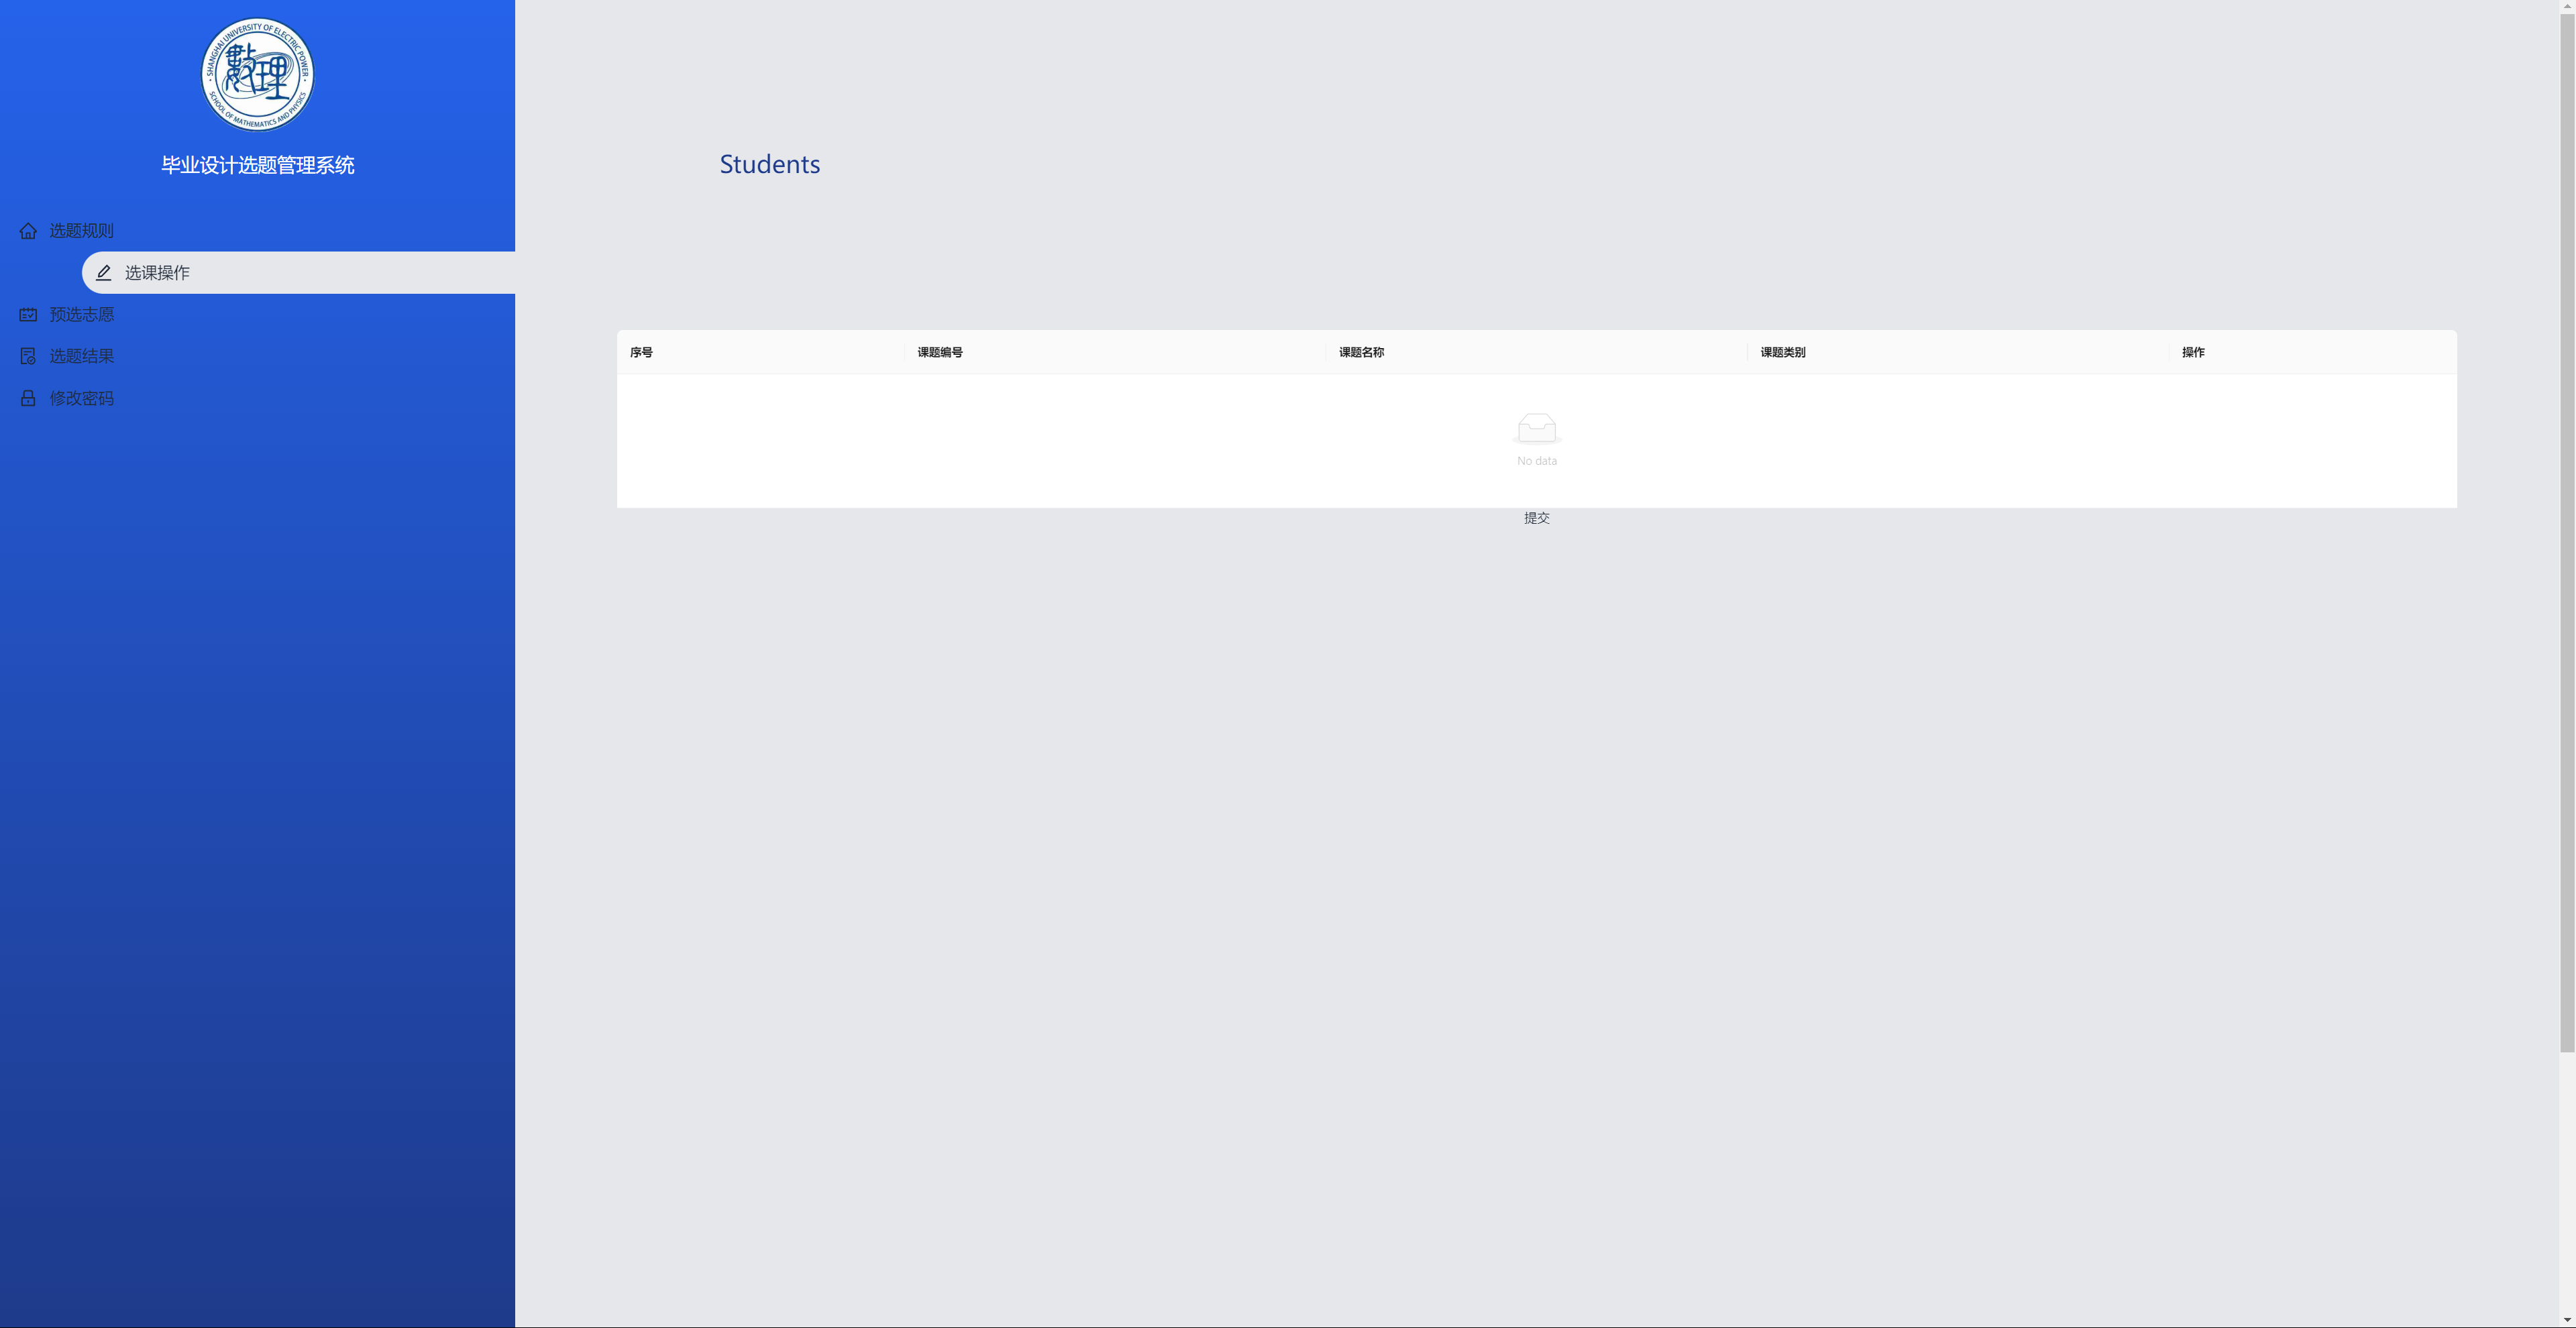 SHANGHAI UNIVERSITY OF ELECTRIC POWER
數理
SCHOOL OF MATHEMATICS AND PHYSICS
毕业设计选题管理系统
选题规则
选课操作
预选志愿
选题结果
修改密码
Students
序号 课题编号 课题名称 课题类别 操作
No data
提交